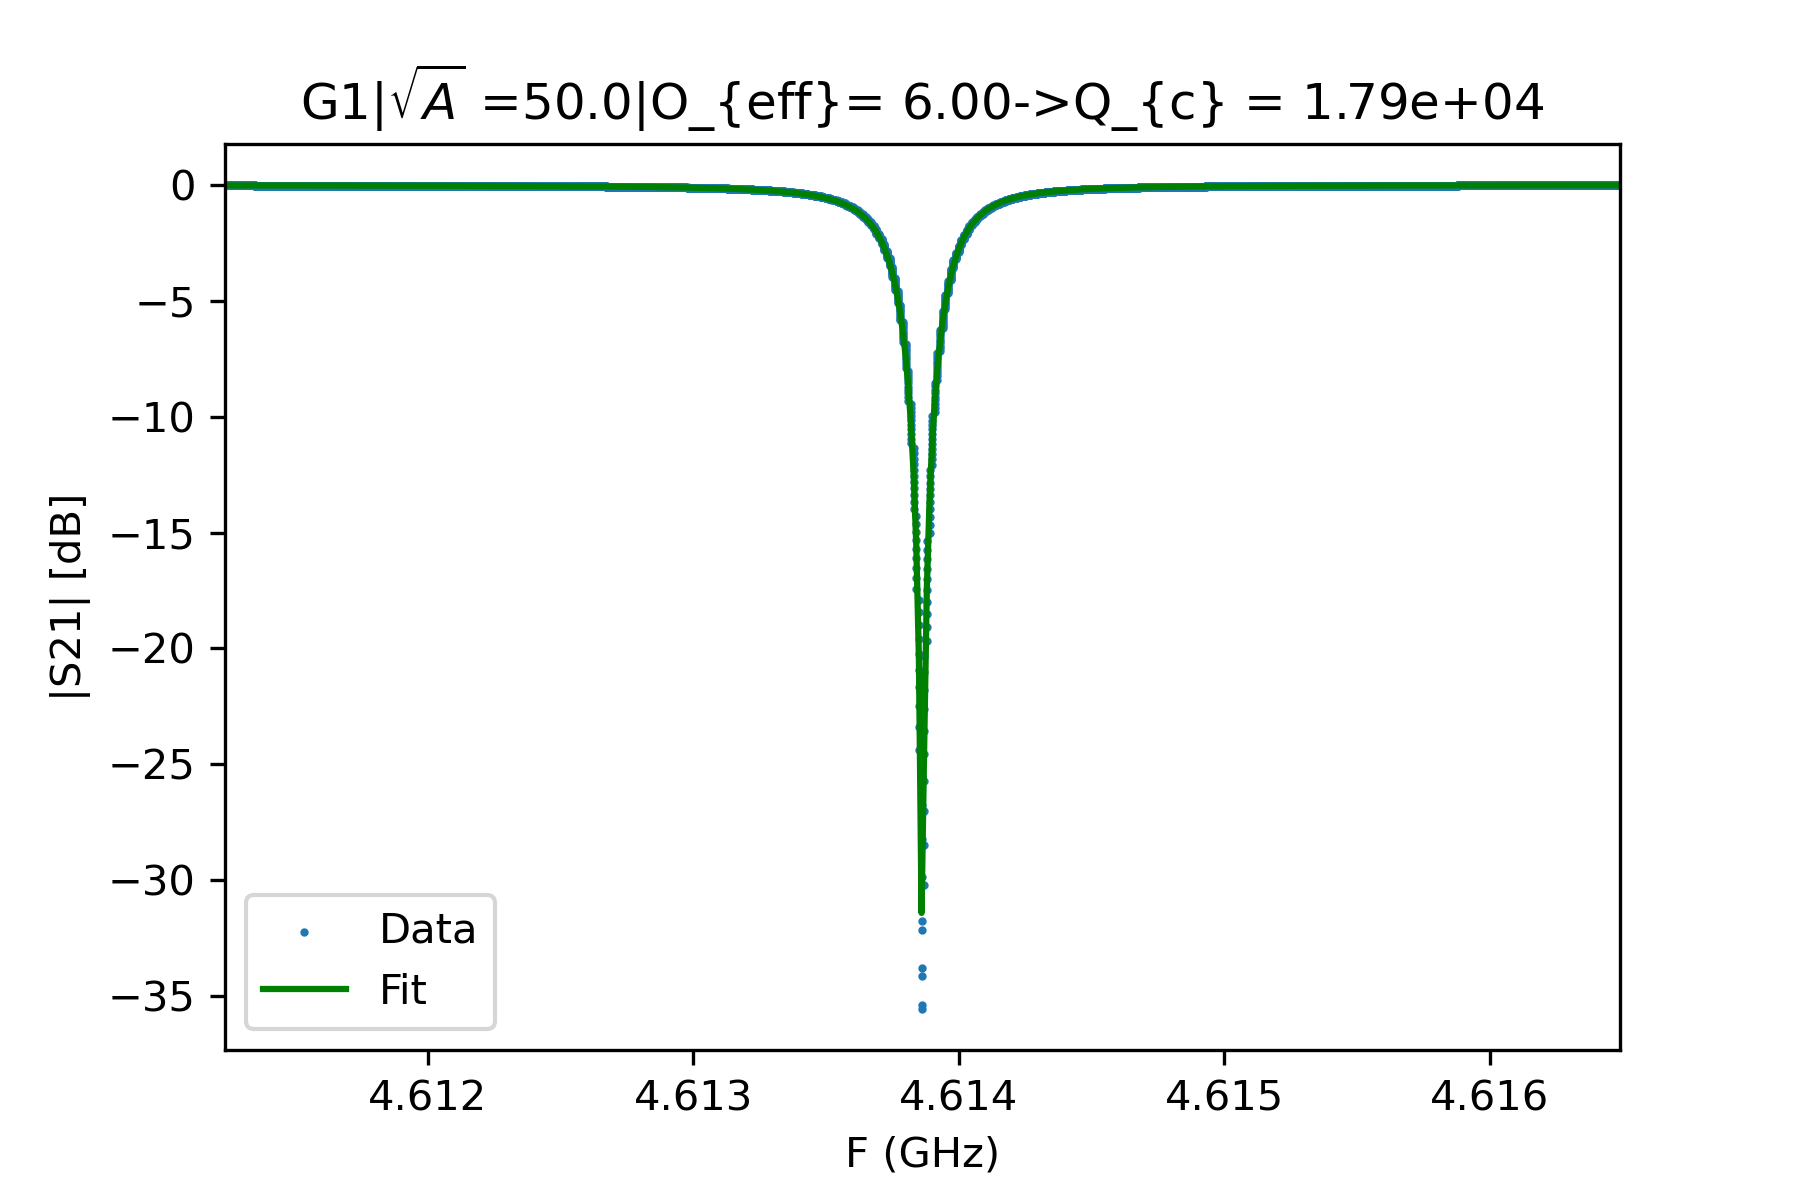 G1|√A =50.0|O_{eff}= 6.00->Q_{c} = 1.79e+04
0
−5
−10
−15
−20
−25
−30
−35
|S21| [dB]
Data
Fit
4.612 4.613 4.614 4.615 4.616
F (GHz)